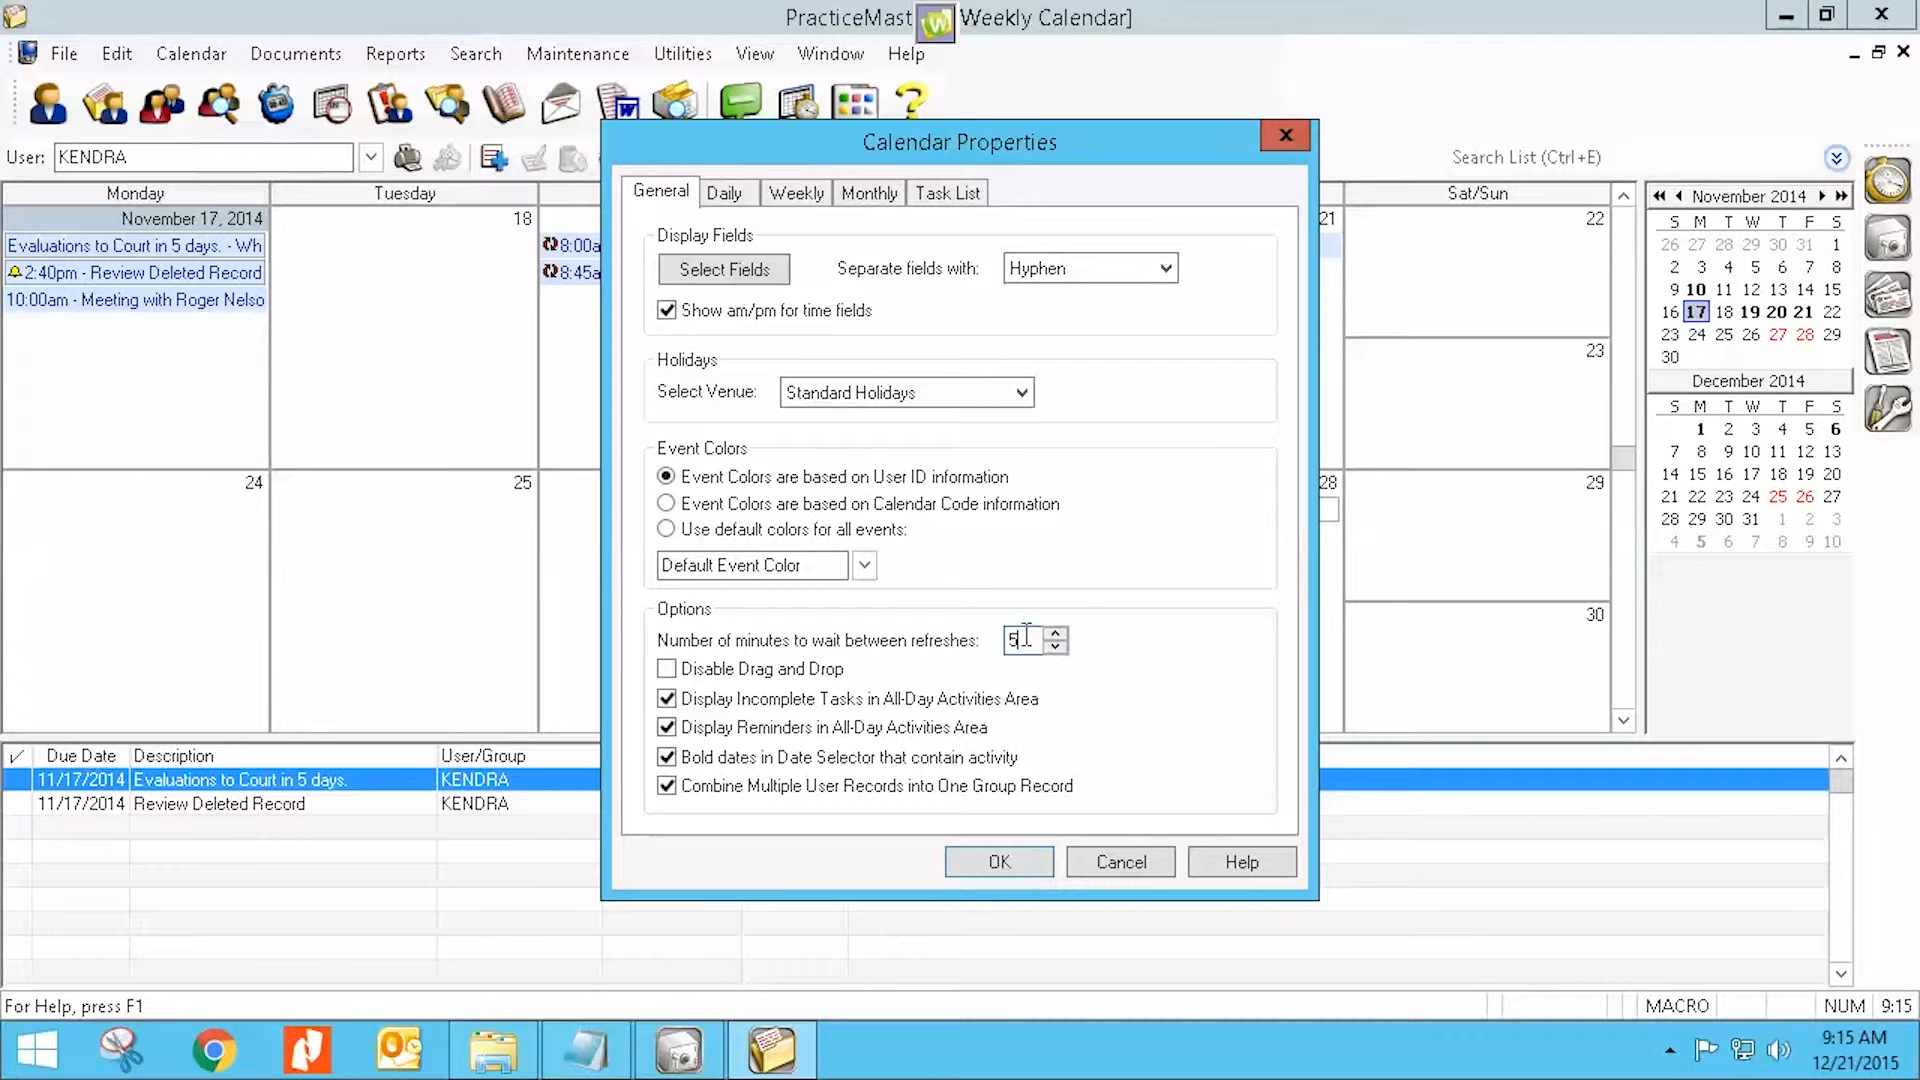 PracticeMast
Weekly Calendar]
File Edit Calendar Documents Reports Search Maintenance Utilities View Window Help
User: KENDRA
Search List (Ctrl+E)
Monday Tuesday Sat/Sun
November 17, 2014 18 21 22
Evaluations to Court in 5 days. - Wh
2:40pm - Review Deleted Record
10:00am - Meeting with Roger Nelso
8:00a
8:45a
23
24 25 28 29
30
Calendar Properties
General Daily Weekly Monthly Task List
Display Fields
Select Fields Separate fields with: Hyphen
Show am/pm for time fields
Holidays
Select Venue: Standard Holidays
Event Colors
Event Colors are based on User ID information
Event Colors are based on Calendar Code information
Use default colors for all events:
Default Event Color
Options
Number of minutes to wait between refreshes: 5
Disable Drag and Drop
Display Incomplete Tasks in All-Day Activities Area
Display Reminders in All-Day Activities Area
Bold dates in Date Selector that contain activity
Combine Multiple User Records into One Group Record
OK Cancel Help
November 2014
S M T W T F S
26 27 28 29 30 31 1
2 3 4 5 6 7 8
9 10 11 12 13 14 15
16 17 18 19 20 21 22
23 24 25 26 27 28 29
30
December 2014
S M T W T F S
1 2 3 4 5 6
7 8 9 10 11 12 13
14 15 16 17 18 19 20
21 22 23 24 25 26 27
28 29 30 31 1 2 3
4 5 6 7 8 9 10
Due Date Description User/Group
11/17/2014 Evaluations to Court in 5 days. KENDRA
11/17/2014 Review Deleted Record KENDRA
For Help, press F1
MACRO NUM 9:15
9:15 AM
12/21/2015